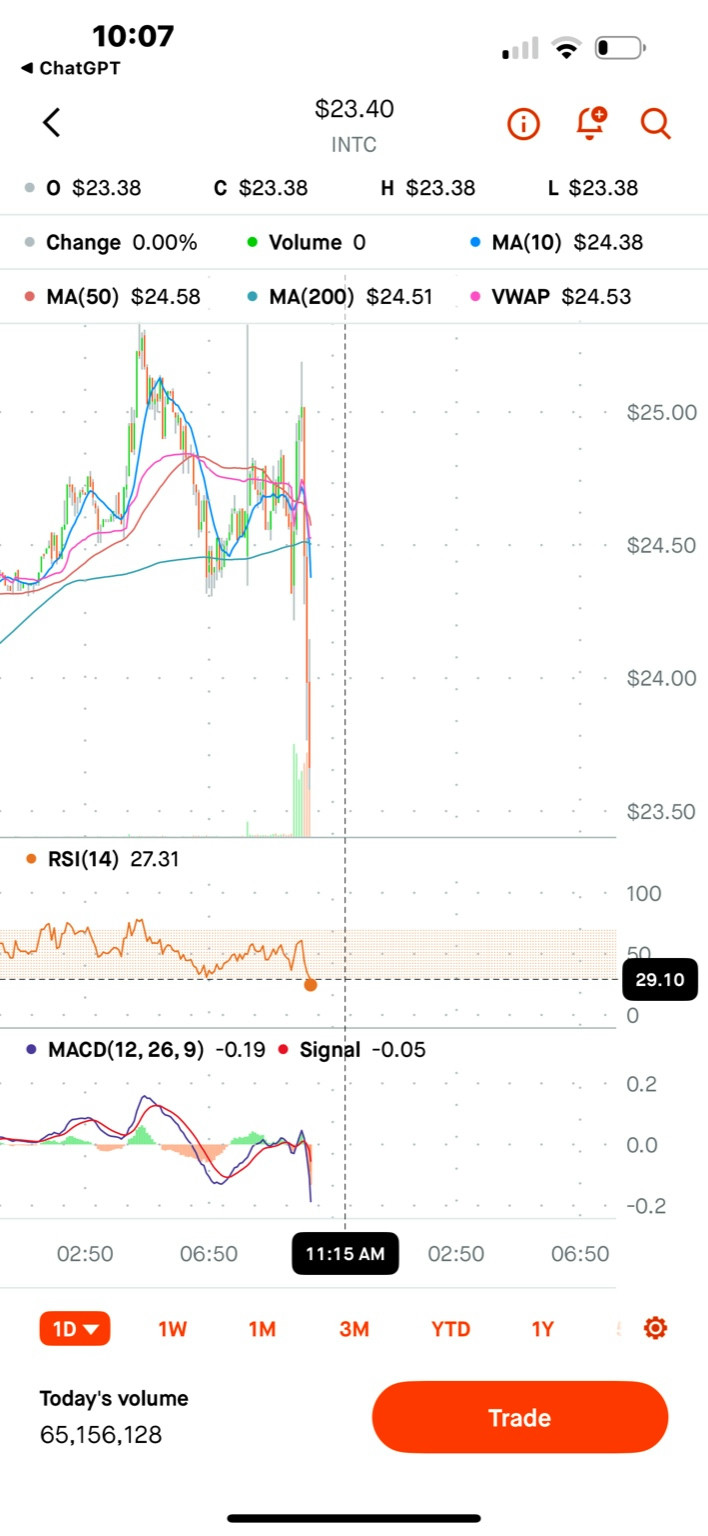 10:07
◀ ChatGPT
$23.40
INTC
O $23.38 C $23.38 H $23.38 L $23.38
Change 0.00% Volume 0 MA(10) $24.38
MA(50) $24.58 MA(200) $24.51 VWAP $24.53
$25.00
$24.50
$24.00
$23.50
RSI(14) 27.31
100
50
29.10
0
MACD(12, 26, 9) -0.19 Signal -0.05
0.2
0.0
-0.2
02:50 06:50 11:15 AM 02:50 06:50
1D 1W 1M 3M YTD 1Y
Today's volume
65,156,128
Trade